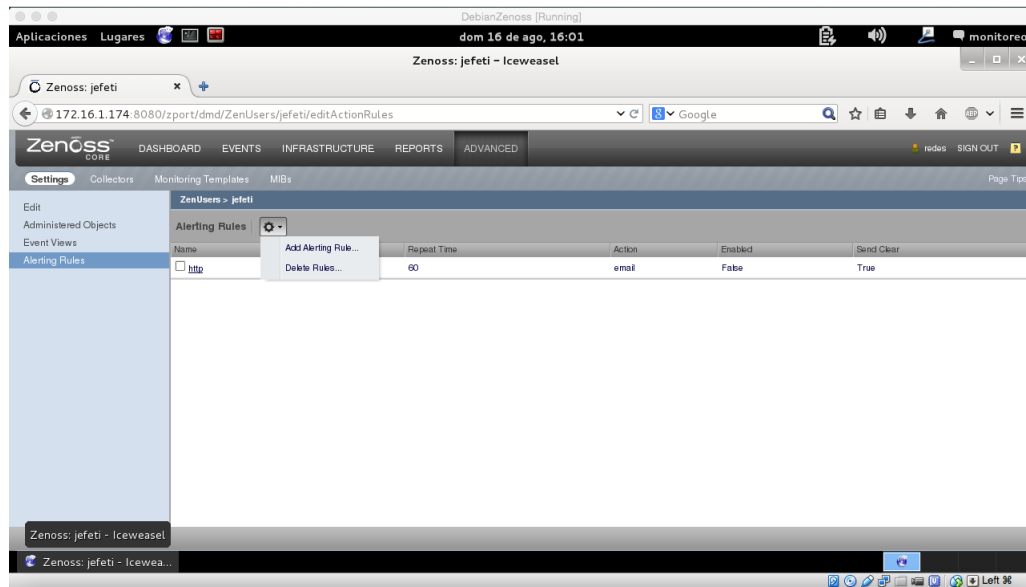 DebianZenoss [Running]
Aplicaciones Lugares dom 16 de ago, 16:01 monitoreo
Zenoss: jefeti - Iceweasel
Zenoss: jefeti
172.16.1.174:8080/zport/dmd/ZenUsers/jefeti/editActionRules Google
Zenoss CORE DASHBOARD EVENTS INFRASTRUCTURE REPORTS ADVANCED redes SIGN OUT ?
Settings Collectors Monitoring Templates MIBs Page Tips
ZenUsers > jefeti
Edit
Administered Objects
Event Views
Alerting Rules
Alerting Rules
Add Alerting Rule...
Delete Rules...
Name Repeat Time Action Enabled Send Clear
http 60 email False True
Zenoss: jefeti - Iceweasel
Zenoss: jefeti - Icewea...
Left ⌘